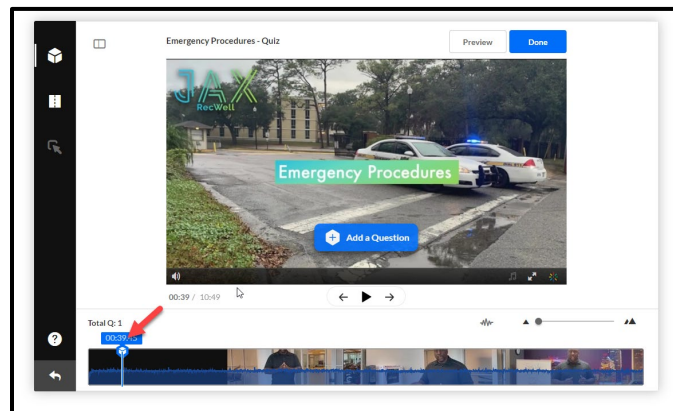 Emergency Procedures - Quiz
Preview
Done
JAX
RecWell
Emergency Procedures
Add a Question
00:39 / 10:49
Total Q: 1
00:39.45